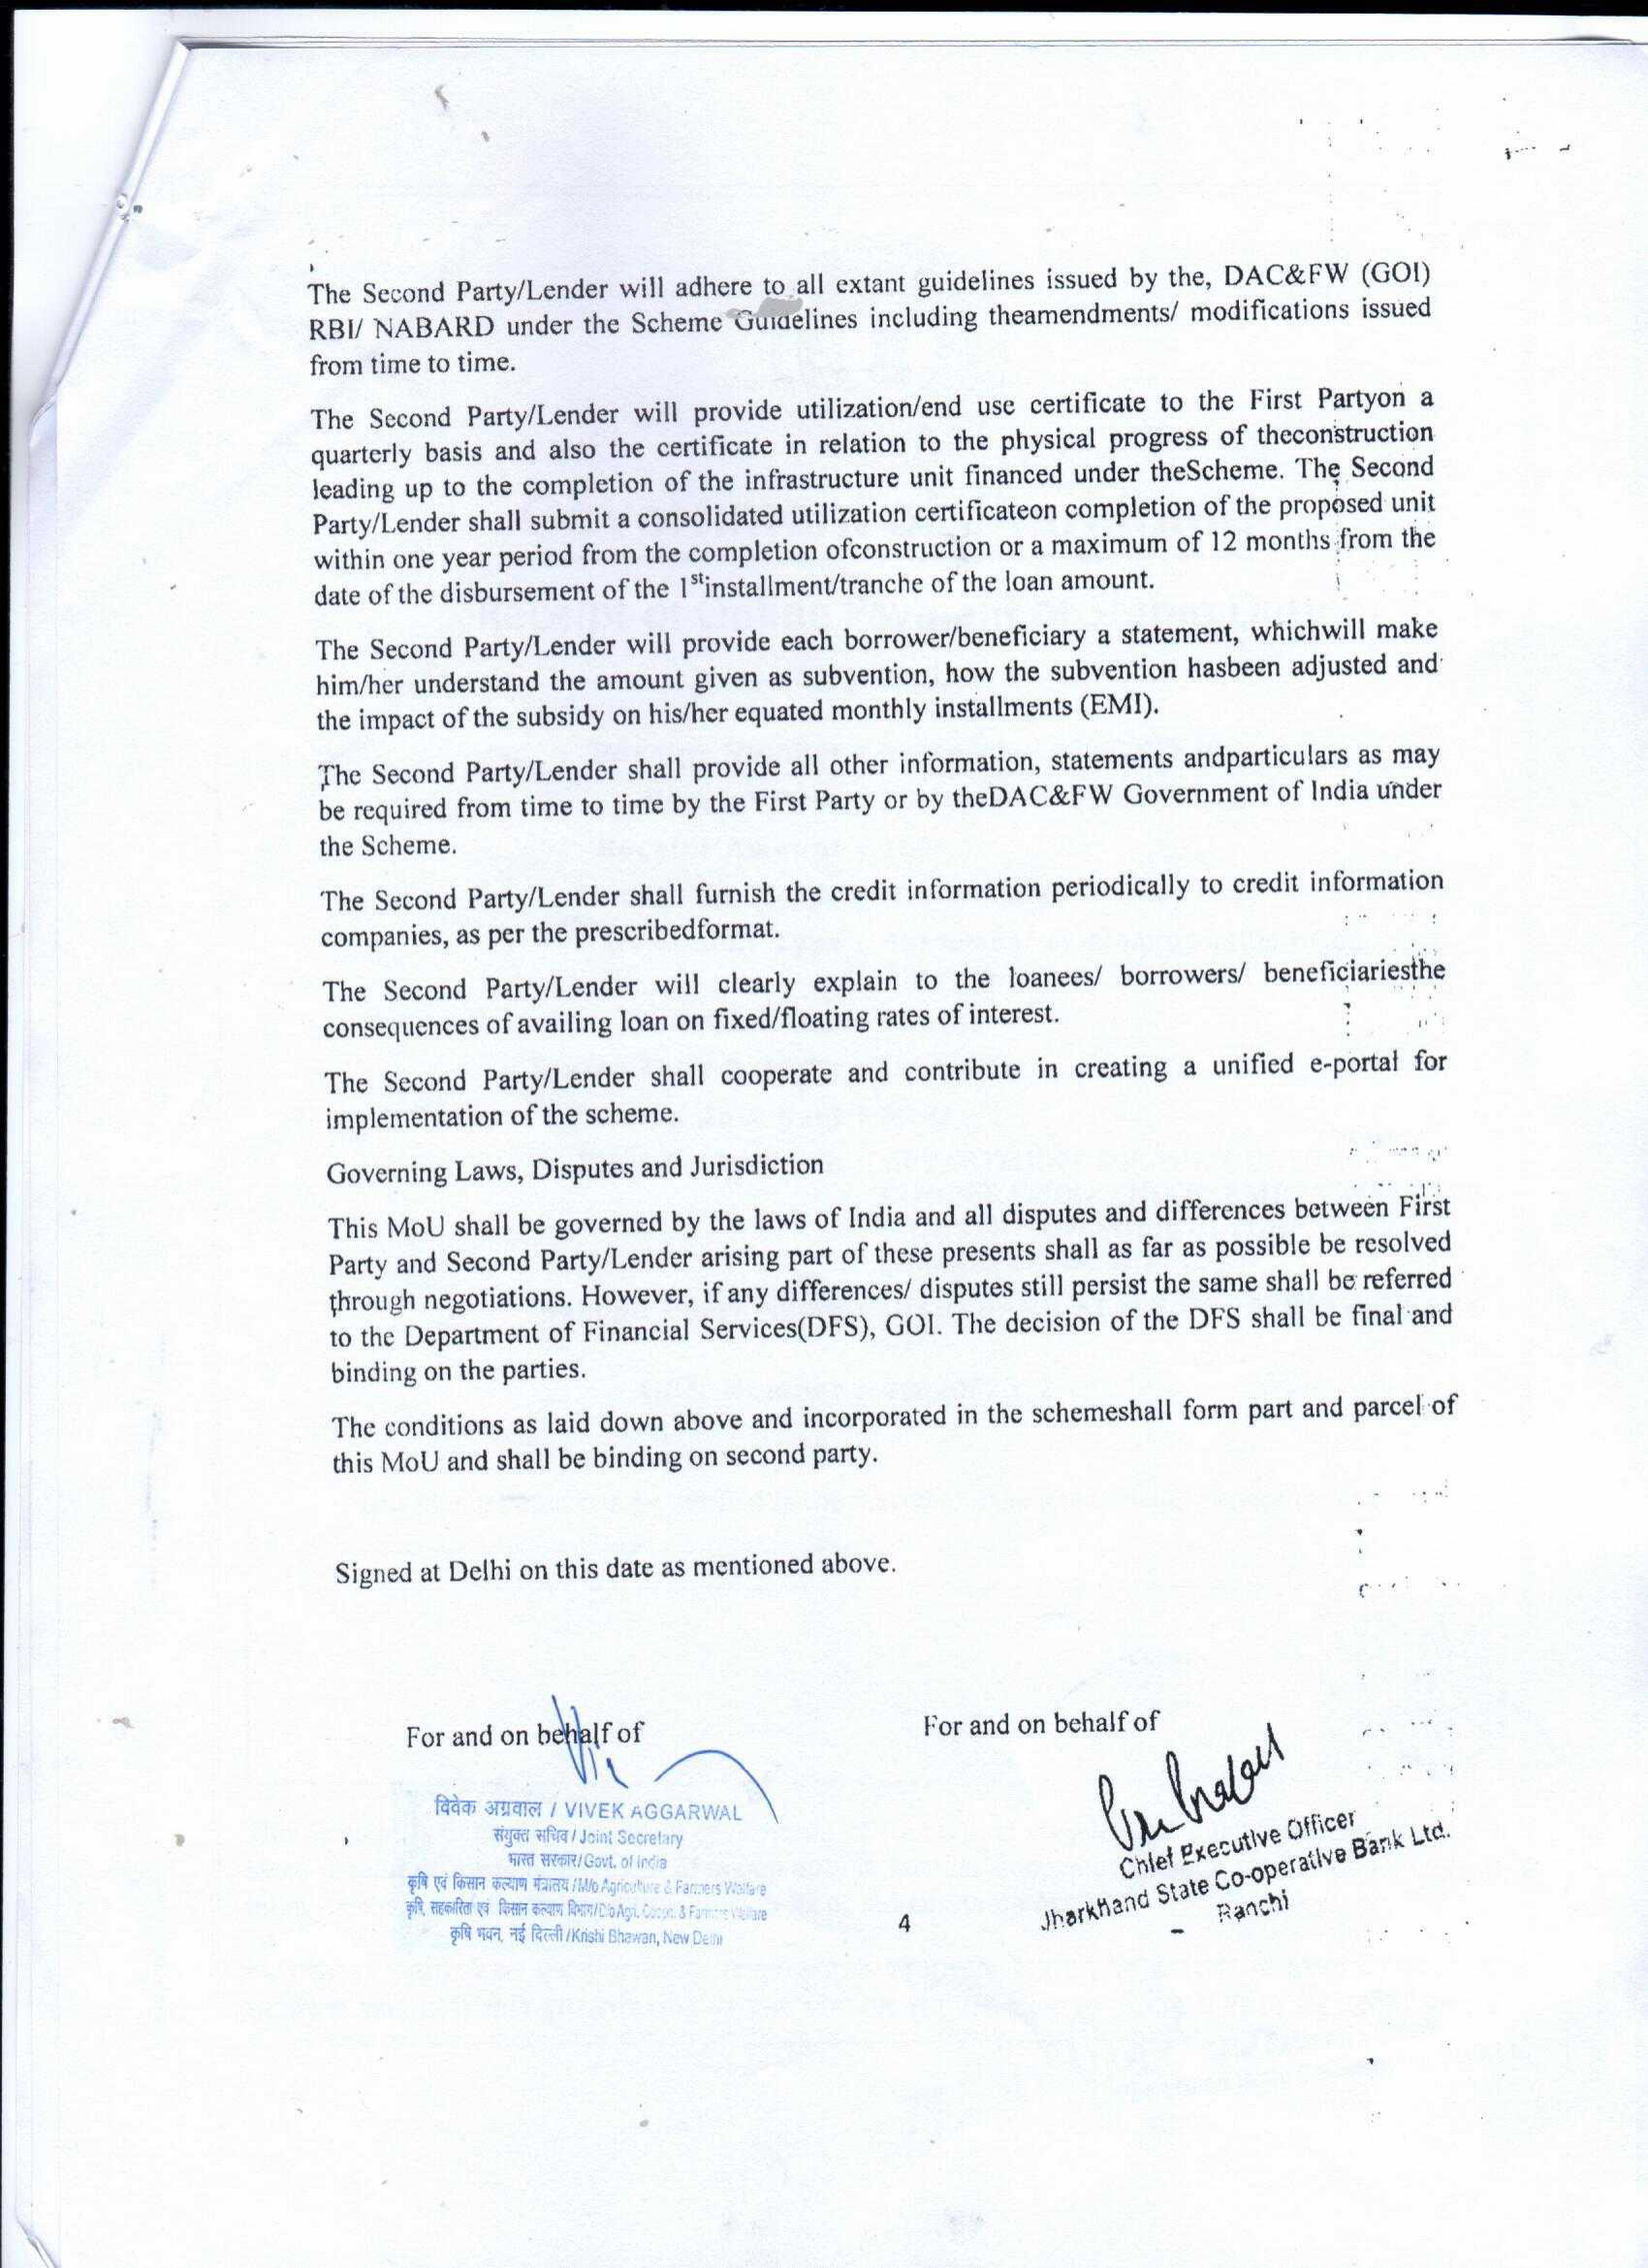 The Second Party/Lender will adhere to all extant guidelines issued by the, DAC&FW (GOI)
RBI/ NABARD under the Scheme Guidelines including theamendments/ modifications issued
from time to time.
The Second Party/Lender will provide utilization/end use certificate to the First Partyon a
quarterly basis and also the certificate in relation to the physical progress of theconstruction
leading up to the completion of the infrastructure unit financed under theScheme. The Second
Party/Lender shall submit a consolidated utilization certificateon completion of the proposed unit
within one year period from the completion ofconstruction or a maximum of 12 months from the
date of the disbursement of the 1stinstallment/tranche of the loan amount.
The Second Party/Lender will provide each borrower/beneficiary a statement, whichwill make
him/her understand the amount given as subvention, how the subvention hasbeen adjusted and
the impact of the subsidy on his/her equated monthly installments (EMI).
The Second Party/Lender shall provide all other information, statements andparticulars as may
be required from time to time by the First Party or by theDAC&FW Government of India under
the Scheme.
The Second Party/Lender shall furnish the credit information periodically to credit information
companies, as per the prescribedformat.
The Second Party/Lender will clearly explain to the loanees/ borrowers/ beneficiariesthe
consequences of availing loan on fixed/floating rates of interest.
The Second Party/Lender shall cooperate and contribute in creating a unified e-portal for
implementation of the scheme.
Governing Laws, Disputes and Jurisdiction
This MoU shall be governed by the laws of India and all disputes and differences between First
Party and Second Party/Lender arising part of these presents shall as far as possible be resolved
through negotiations. However, if any differences/ disputes still persist the same shall be referred
to the Department of Financial Services(DFS), GOI. The decision of the DFS shall be final and
binding on the parties.
The conditions as laid down above and incorporated in the schemeshall form part and parcel of
this MoU and shall be binding on second party.
Signed at Delhi on this date as mentioned above.
For and on behalf of
विवेक अग्रवाल / VIVEK AGGARWAL
संयुक्त सचिव / Joint Secretary
भारत सरकार/Govt. of India
कृषि एवं किसान कल्याण मंत्रालय /M/o Agriculture & Farmers Welfare
कृषि, सहकारिता एवं किसान कल्याण विभाग/D/o Agri. Coopn. & Farmers Welfare
कृषि भवन, नई दिल्ली /Krishi Bhawan, New Delhi
For and on behalf of
Chief Executive Officer
Jharkhand State Co-operative Bank Ltd.
Ranchi
4